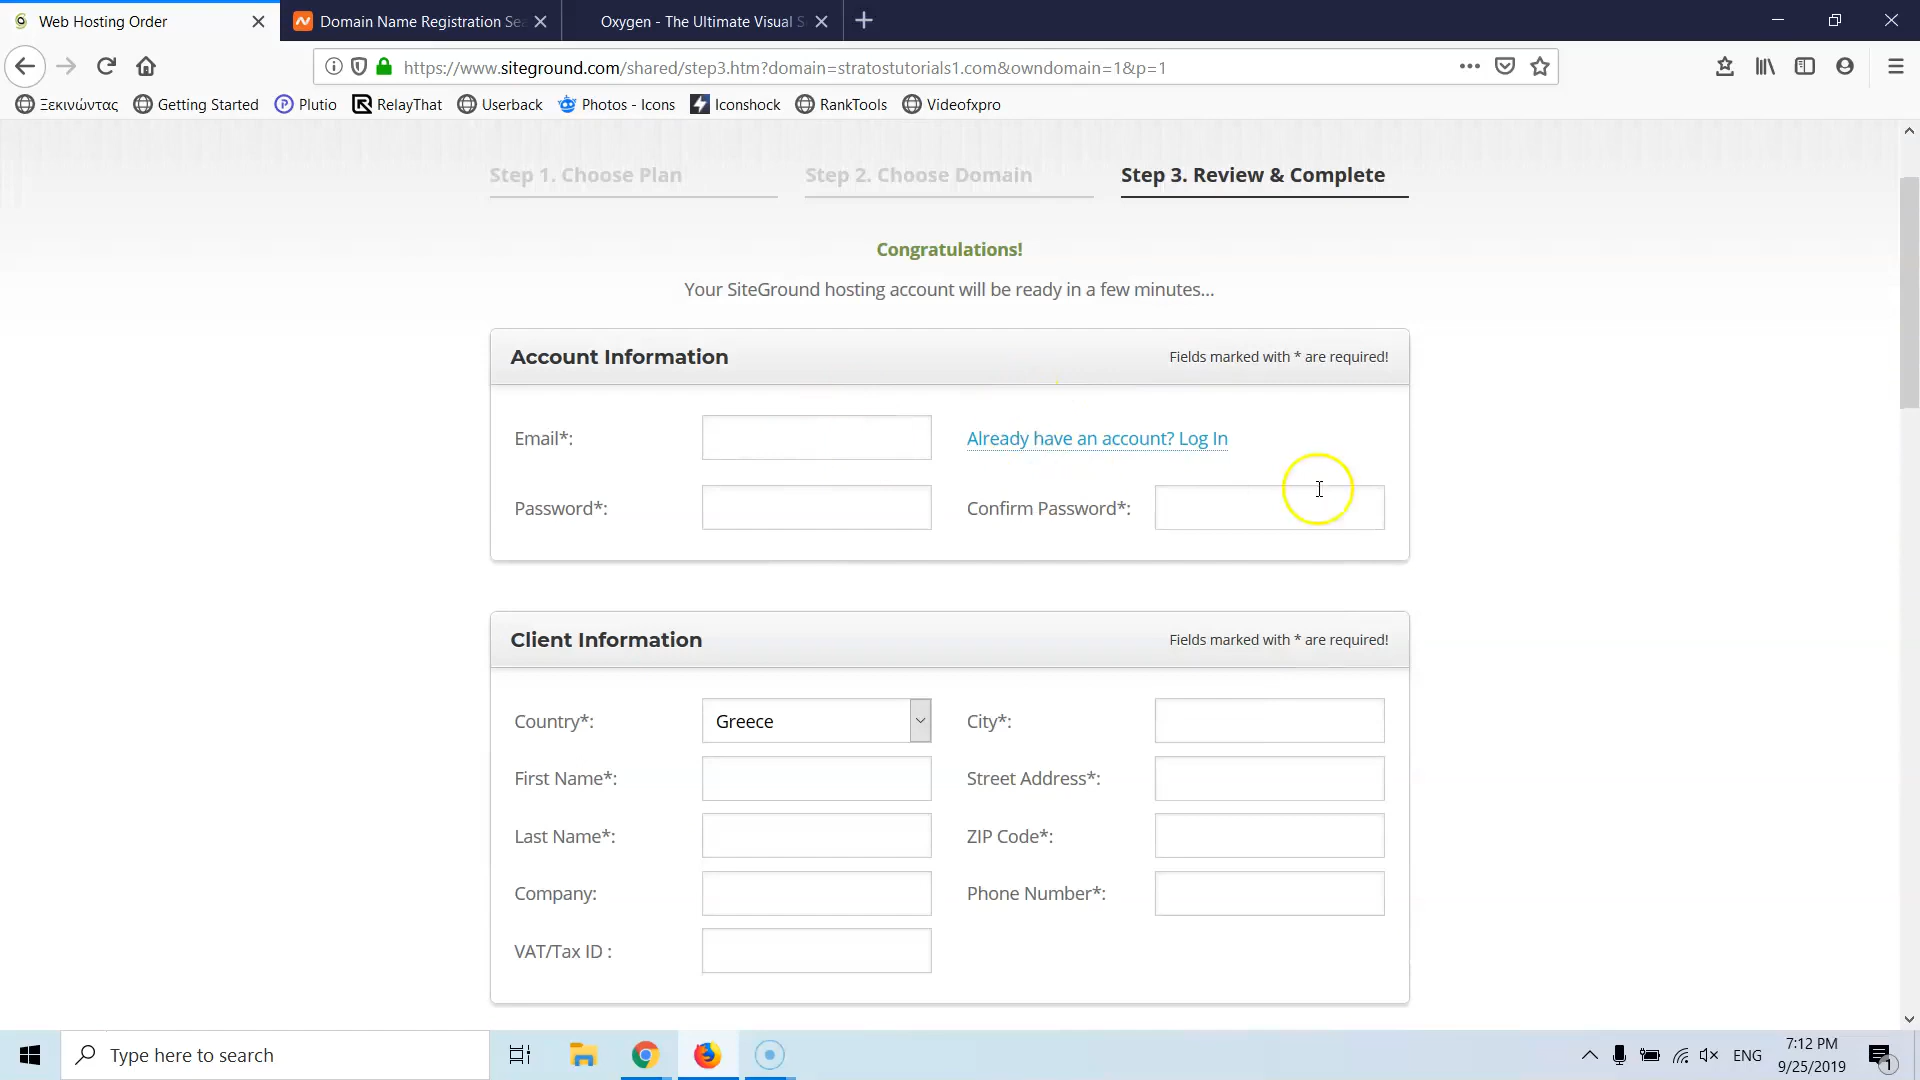 Web Hosting Order
Domain Name Registration Sea
Oxygen - The Ultimate Visual S
https://www.siteground.com/shared/step3.htm?domain=stratostutorials1.com&owndomain=1&p=1
Ξεκινώντας Getting Started Plutio RelayThat Userback Photos - Icons Iconshock RankTools Videofxpro
Step 1. Choose Plan Step 2. Choose Domain Step 3. Review & Complete
Congratulations!
Your SiteGround hosting account will be ready in a few minutes...
Account Information Fields marked with * are required!
Email*: Already have an account? Log In
Password*: Confirm Password*:
Client Information Fields marked with * are required!
Country*: Greece City*:
First Name*: Street Address*:
Last Name*: ZIP Code*:
Company: Phone Number*:
VAT/Tax ID :
Type here to search
ENG
7:12 PM
9/25/2019
1